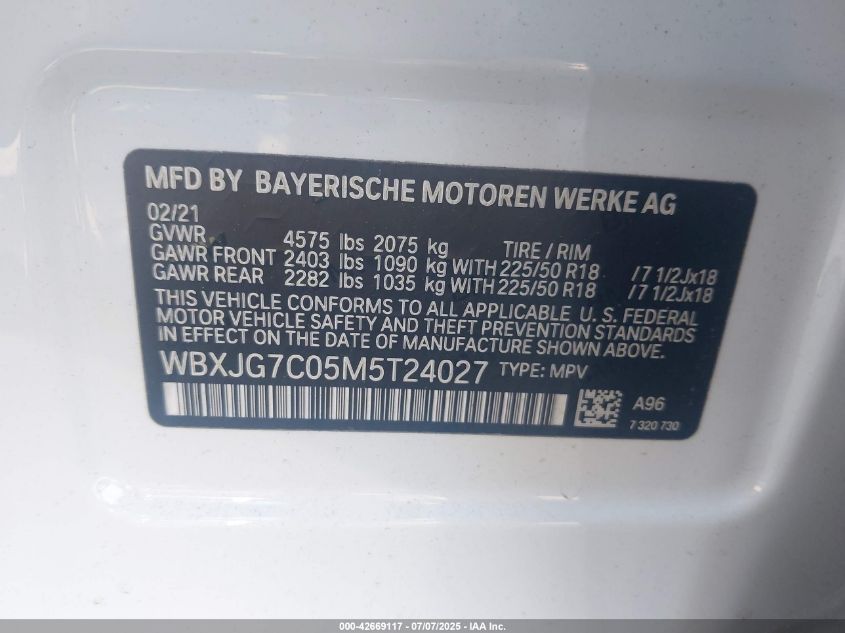 MFD BY BAYERISCHE MOTOREN WERKE AG
02/21
GVWR 4575 lbs 2075 kg TIRE / RIM
GAWR FRONT 2403 lbs 1090 kg WITH 225/50 R18 /7 1/2Jx18
GAWR REAR 2282 lbs 1035 kg WITH 225/50 R18 /7 1/2Jx18
THIS VEHICLE CONFORMS TO ALL APPLICABLE U. S. FEDERAL
MOTOR VEHICLE SAFETY AND THEFT PREVENTION STANDARDS
IN EFFECT ON THE DATE OF MANUFACTURE SHOWN ABOVE.
WBXJG7C05M5T24027 TYPE: MPV
A96
7 320 730
000-42669117 - 07/07/2025 - IAA Inc.